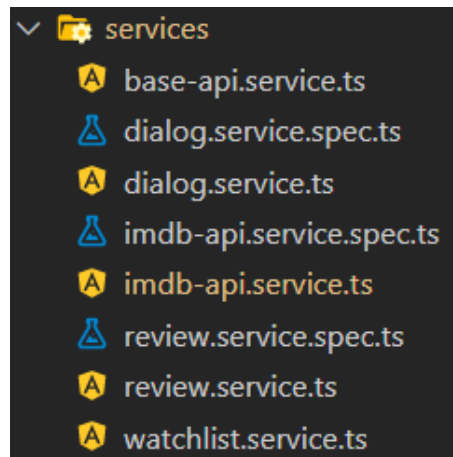 services
base-api.service.ts
dialog.service.spec.ts
dialog.service.ts
imdb-api.service.spec.ts
imdb-api.service.ts
review.service.spec.ts
review.service.ts
watchlist.service.ts